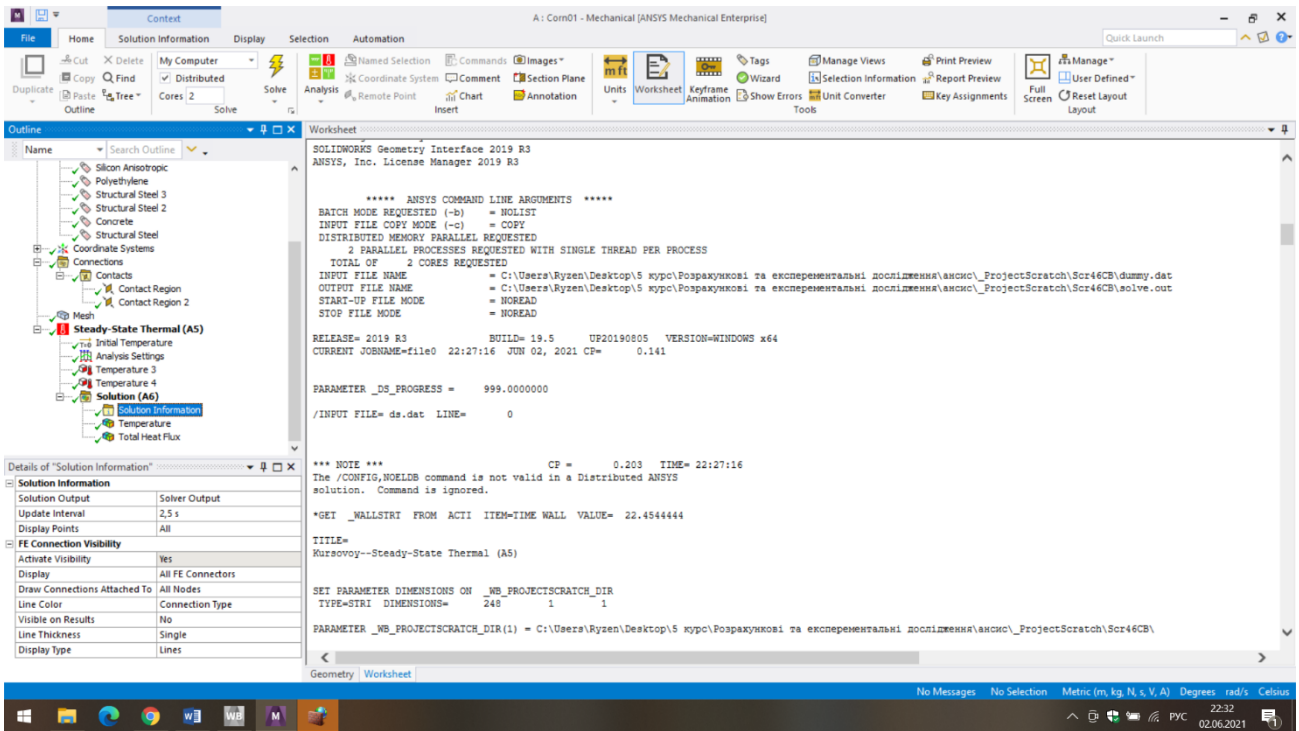 Context
A : Corn01 - Mechanical [ANSYS Mechanical Enterprise]
File Home Solution Information Display Selection Automation
Quick Launch
Duplicate
Cut
Copy
Paste
Delete
Find
Tree
Outline
My Computer
Distributed
Cores 2
Solve
Solve
Analysis
Named Selection
Coordinate System
Remote Point
Commands
Comment
Chart
Images
Section Plane
Annotation
Insert
Units
Worksheet
Keyframe
Animation
Tags
Wizard
Show Errors
Manage Views
Selection Information
Unit Converter
Print Preview
Report Preview
Key Assignments
Tools
Full
Screen
Manage
User Defined
Reset Layout
Layout
Outline
Name Search Outline
Silicon Anisotropic
Polyethylene
Structural Steel 3
Structural Steel 2
Concrete
Structural Steel
Coordinate Systems
Connections
Contacts
Contact Region
Contact Region 2
Mesh
Steady-State Thermal (A5)
Initial Temperature
Analysis Settings
Temperature 3
Temperature 4
Solution (A6)
Solution Information
Temperature
Total Heat Flux
Details of "Solution Information"
Solution Information
Solution Output Solver Output
Update Interval 2,5 s
Display Points All
FE Connection Visibility
Activate Visibility Yes
Display All FE Connectors
Draw Connections Attached To All Nodes
Line Color Connection Type
Visible on Results No
Line Thickness Single
Display Type Lines
Worksheet
SOLIDWORKS Geometry Interface 2019 R3
ANSYS, Inc. License Manager 2019 R3
***** ANSYS COMMAND LINE ARGUMENTS *****
BATCH MODE REQUESTED (-b) = NOLIST
INPUT FILE COPY MODE (-c) = COPY
DISTRIBUTED MEMORY PARALLEL REQUESTED
2 PARALLEL PROCESSES REQUESTED WITH SINGLE THREAD PER PROCESS
TOTAL OF 2 CORES REQUESTED
INPUT FILE NAME = C:\Users\Ryzen\Desktop\5 курс\Розрахункові та експерементальні дослідження\ансис\_ProjectScratch\Scr46CB\dummy.dat
OUTPUT FILE NAME = C:\Users\Ryzen\Desktop\5 курс\Розрахункові та експерементальні дослідження\ансис\_ProjectScratch\Scr46CB\solve.out
START-UP FILE MODE = NOREAD
STOP FILE MODE = NOREAD
RELEASE= 2019 R3 BUILD= 19.5 UP20190805 VERSION=WINDOWS x64
CURRENT JOBNAME=file0 22:27:16 JUN 02, 2021 CP= 0.141
PARAMETER _DS_PROGRESS = 999.0000000
/INPUT FILE= ds.dat LINE= 0
*** NOTE *** CP = 0.203 TIME= 22:27:16
The /CONFIG,NOELDB command is not valid in a Distributed ANSYS
solution. Command is ignored.
*GET _WALLSTRT FROM ACTI ITEM=TIME WALL VALUE= 22.4544444
TITLE=
Kursovoy--Steady-State Thermal (A5)
SET PARAMETER DIMENSIONS ON _WB_PROJECTSCRATCH_DIR
TYPE=STRI DIMENSIONS= 248 1 1
PARAMETER _WB_PROJECTSCRATCH_DIR(1) = C:\Users\Ryzen\Desktop\5 курс\Розрахункові та експерементальні дослідження\ансис\_ProjectScratch\Scr46CB\
Geometry Worksheet
No Messages No Selection Metric (m, kg, N, s, V, A) Degrees rad/s Celsius
WB M
РУС
22:32
02.06.2021
1